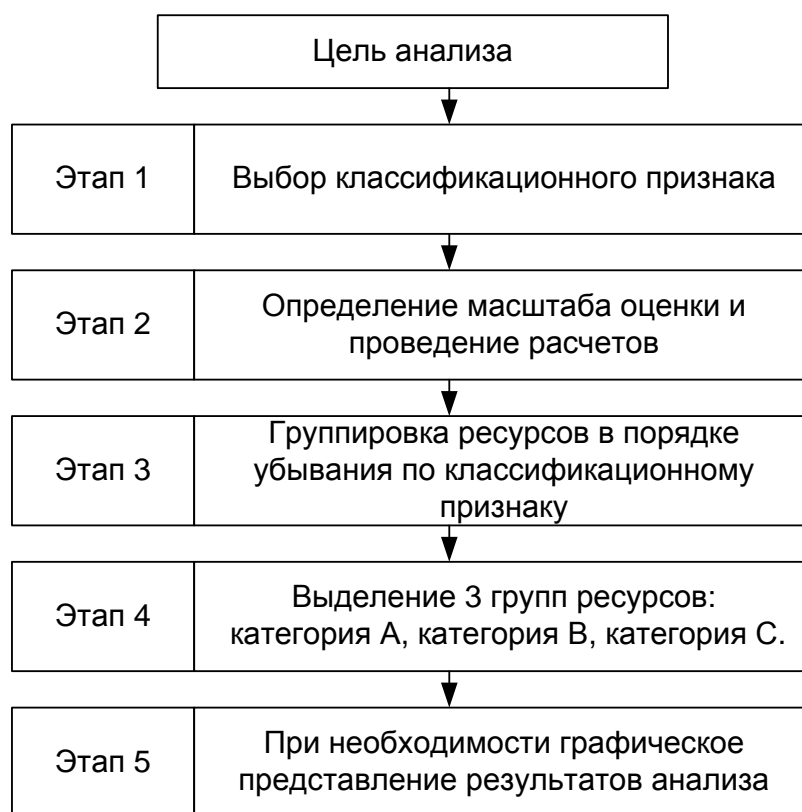 Цель анализа
Этап 1
Выбор классификационного признака
Этап 2
Определение масштаба оценки и
проведение расчетов
Этап 3
Группировка ресурсов в порядке
убывания по классификационному
признаку
Этап 4
Выделение 3 групп ресурсов:
категория А, категория В, категория С.
Этап 5
При необходимости графическое
представление результатов анализа